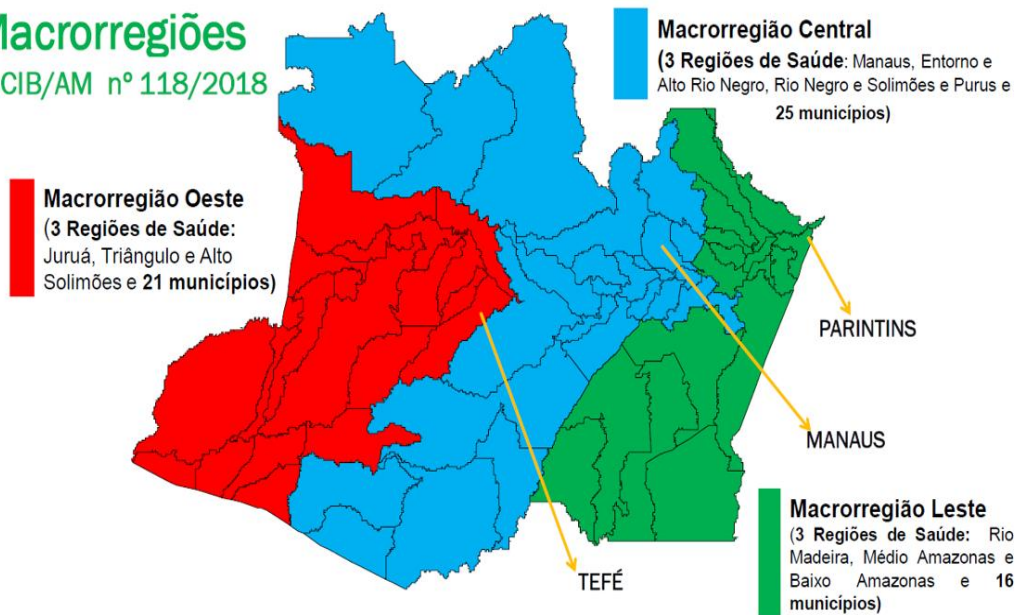 Macrorregiões
CIB/AM nº 118/2018
Macrorregião Central
(3 Regiões de Saúde: Manaus, Entorno e
Alto Rio Negro, Rio Negro e Solimões e Purus e
25 municípios)
Macrorregião Oeste
(3 Regiões de Saúde:
Juruá, Triângulo e Alto
Solimões e 21 municípios)
PARINTINS
MANAUS
Macrorregião Leste
(3 Regiões de Saúde: Rio
Madeira, Médio Amazonas e
Baixo Amazonas e 16
municípios)
TEFÉ